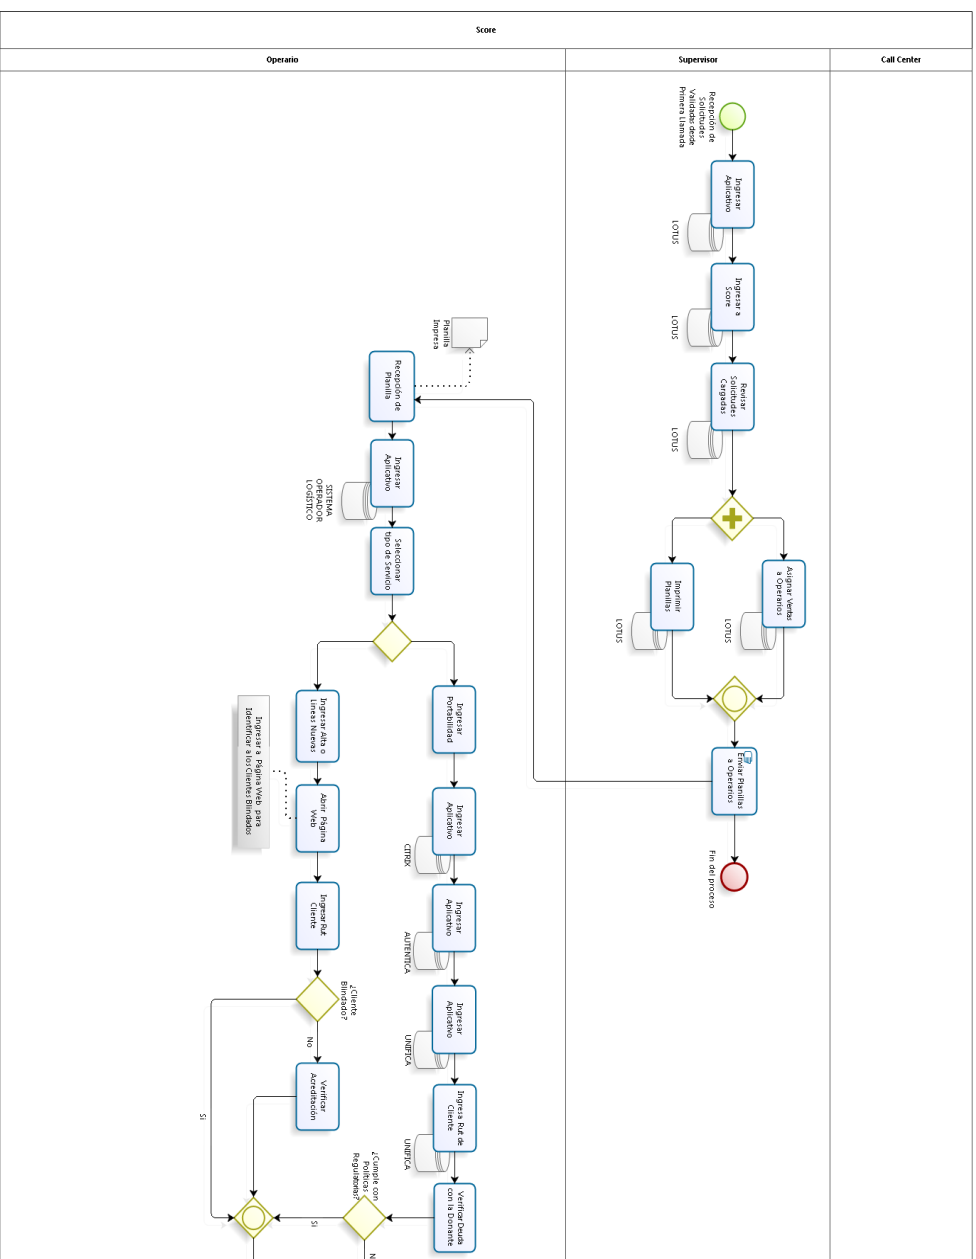 Score
Operario
Supervisor
Call Center
Recepción de
Solicitudes
Validadas desde
Primera Llamada
Ingresar
Aplicativo
LOTUS
Ingresar a
Score
LOTUS
Revisar
Solicitudes
Cargadas
LOTUS
Asignar Ventas
a Operarios
LOTUS
Imprimir
Planillas
LOTUS
Enviar Planillas
a Operarios
Fin del proceso
Planilla
Impresa
Recepción de
Planilla
Ingresar
Aplicativo
SISTEMA
OPERADOR
LOGÍSTICO
Seleccionar
tipo de Servicio
Ingresar
Portabilidad
Ingresar
Aplicativo
CITRIX
Ingresar
Aplicativo
AUTENTICA
Ingresar
Aplicativo
UNIFICA
Ingresa Rut de
Cliente
UNIFICA
Verificar Deuda
con la Donante
¿Cumple con
Políticas
Regulatorias?
Si
N
Ingresar Alta o
Líneas Nuevas
Abrir Página
Web
Ingresar a Página Web para
Identificar a los Clientes Blindados
Ingresar Rut
Cliente
¿Cliente
Blindado?
No
Verificar
Acreditación
Si